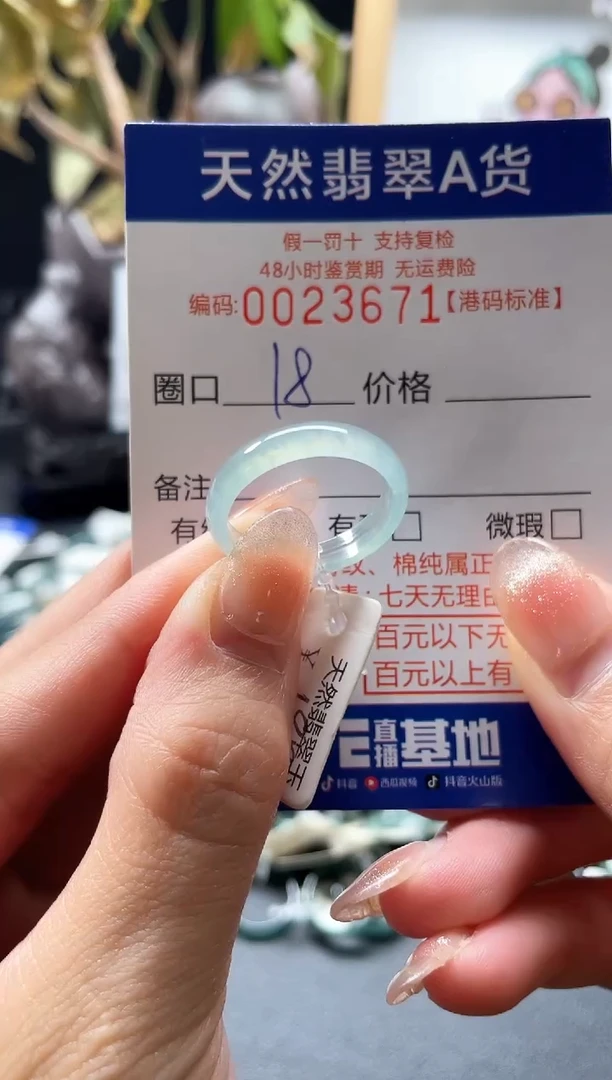 天然翡翠A货
假一罚十 支持复检
48小时鉴赏期 无运费险
编码:0023671【港码标准】
圈口 18 价格
备注
有 有 微瑕
纹、棉纯属正
七天无理由
百元以下无
百元以上有
直播基地
抖音 西瓜视频 抖音火山版
天然翡翠